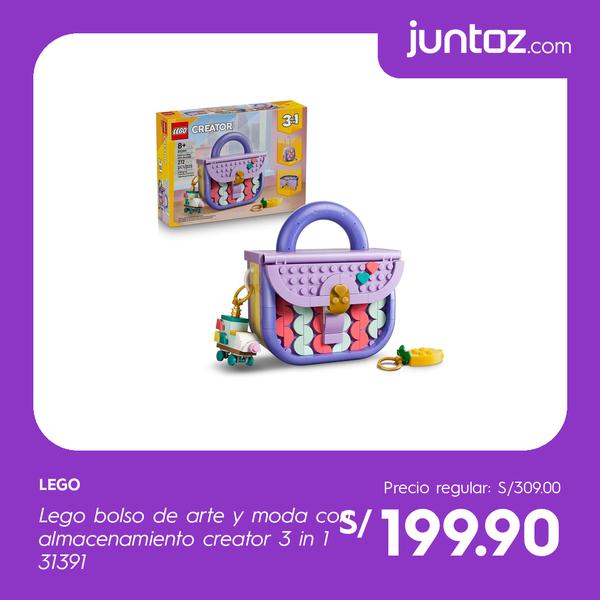 juntoz.com
LEGO CREATOR
3in1
8+
LEGO
Precio regular: S/309.00
Lego bolso de arte y moda con
S/199.90
almacenamiento creator 3 in 1
31391